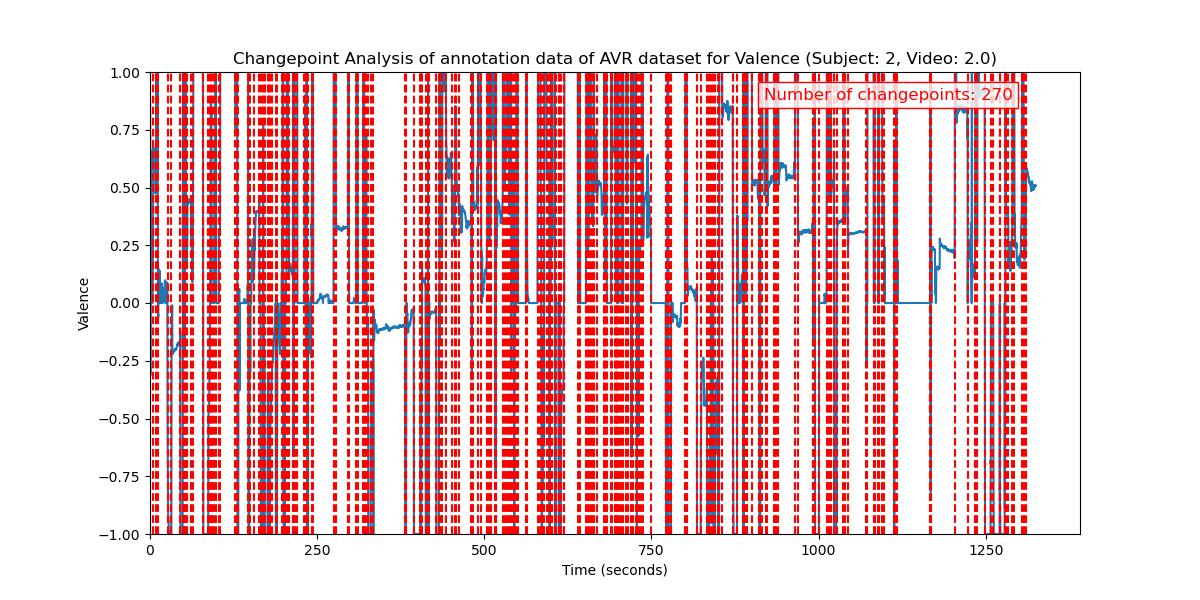 Changepoint Analysis of annotation data of AVR dataset for Valence (Subject: 2, Video: 2.0)
Number of changepoints: 270
Valence
1.00
0.75
0.50
0.25
0.00
−0.25
−0.50
−0.75
−1.00
0 250 500 750 1000 1250
Time (seconds)